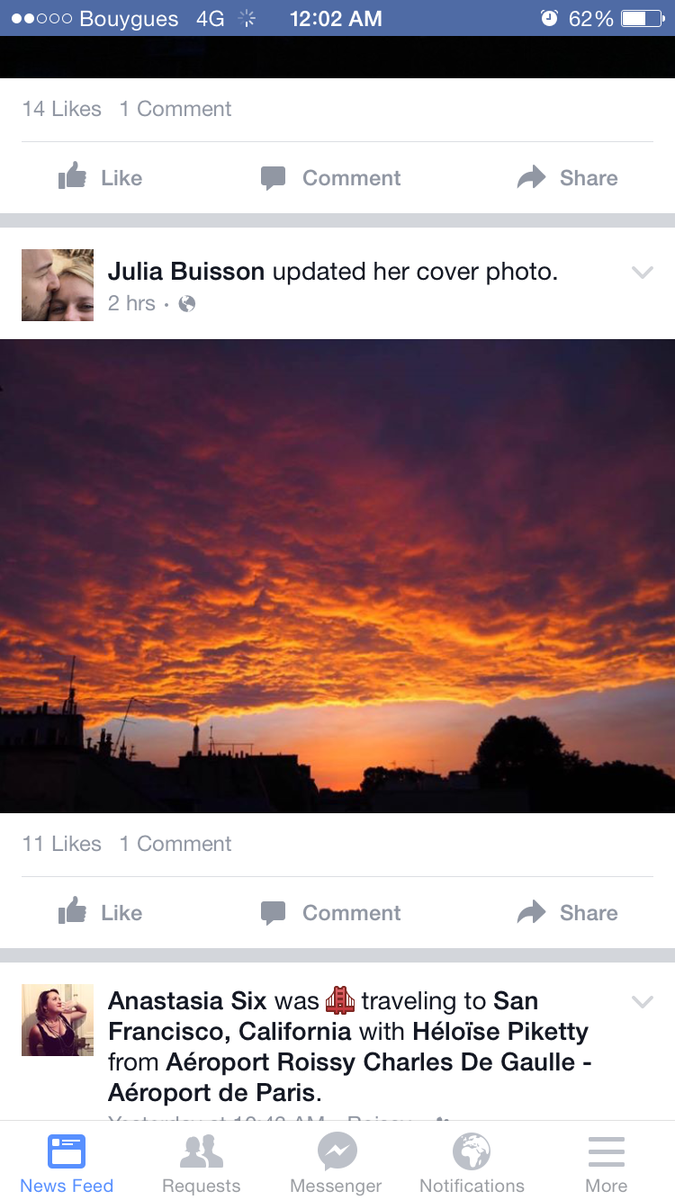 Bouygues 4G 12:02 AM 62%
14 Likes 1 Comment
Like Comment Share
Julia Buisson updated her cover photo.
2 hrs ·
11 Likes 1 Comment
Like Comment Share
Anastasia Six was traveling to San
Francisco, California with Héloïse Piketty
from Aéroport Roissy Charles De Gaulle -
Aéroport de Paris.
News Feed Requests Messenger Notifications More